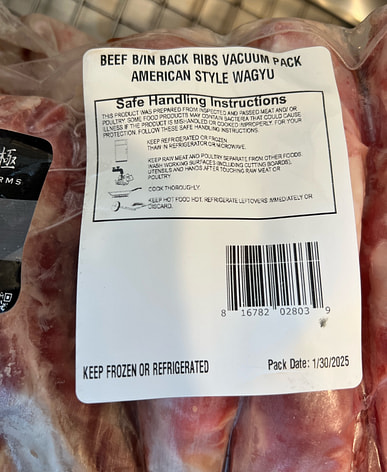 BEEF B/IN BACK RIBS VACUUM PACK
AMERICAN STYLE WAGYU
Safe Handling Instructions
THIS PRODUCT WAS PREPARED FROM INSPECTED AND PASSED MEAT AND/OR
POULTRY. SOME FOOD PRODUCTS MAY CONTAIN BACTERIA THAT COULD CAUSE
ILLNESS IF THE PRODUCT IS MISHANDLED OR COOKED IMPROPERLY. FOR YOUR
PROTECTION, FOLLOW THESE SAFE HANDLING INSTRUCTIONS.
KEEP REFRIGERATED OR FROZEN.
THAW IN REFRIGERATOR OR MICROWAVE.
KEEP RAW MEAT AND POULTRY SEPARATE FROM OTHER FOODS.
WASH WORKING SURFACES (INCLUDING CUTTING BOARDS),
UTENSILS AND HANDS AFTER TOUCHING RAW MEAT OR
POULTRY.
COOK THOROUGHLY.
KEEP HOT FOOD HOT. REFRIGERATE LEFTOVERS IMMEDIATELY OR
DISCARD.
極
RMS
8 16782 02803 9
KEEP FROZEN OR REFRIGERATED
Pack Date: 1/30/2025